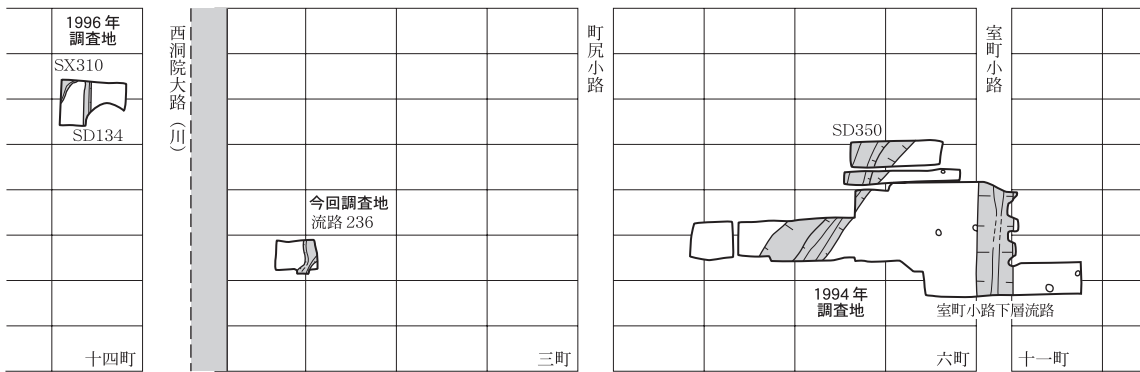 1996年
調査地
SX310
SD134
西洞院大路（川）
今回調査地
流路236
町尻小路
室町小路
SD350
1994年
調査地
室町小路下層流路
十四町
三町
六町
十一町